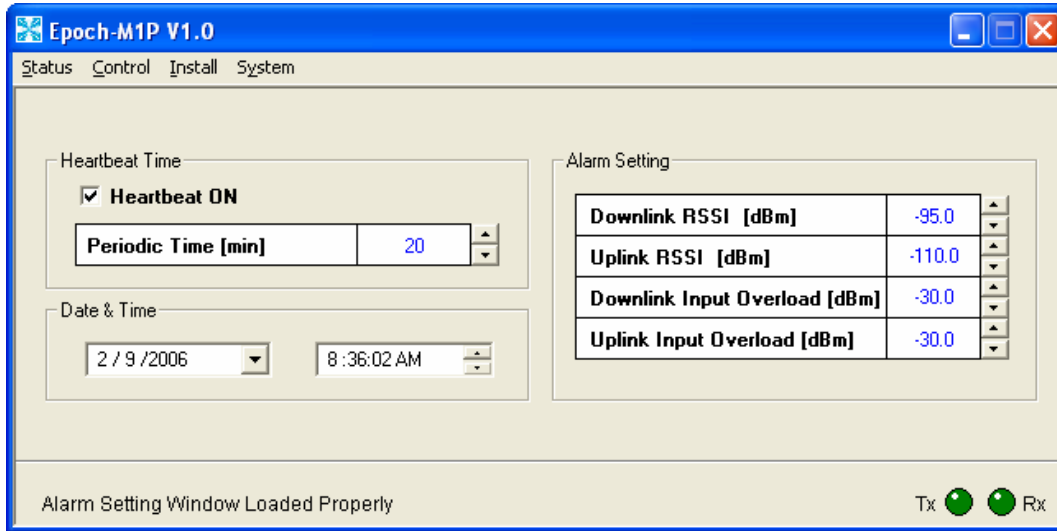 Epoch-M1P V1.0
Status Control Install System
Heartbeat Time
Heartbeat ON
Periodic Time [min] 20
Date & Time
2 / 9 /2006 8 :36:02 AM
Alarm Setting
Downlink RSSI [dBm] -95.0
Uplink RSSI [dBm] -110.0
Downlink Input Overload [dBm] -30.0
Uplink Input Overload [dBm] -30.0
Alarm Setting Window Loaded Properly
Tx Rx